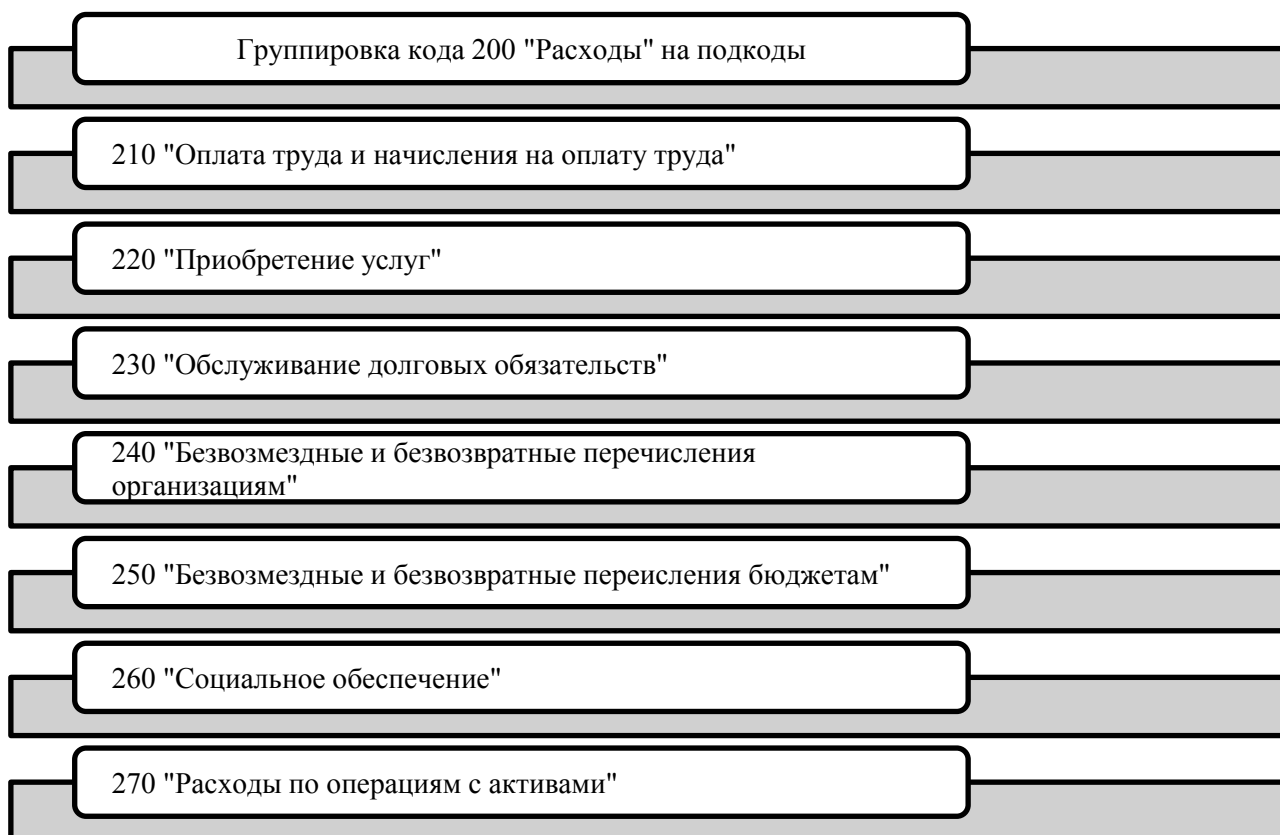 Группировка кода 200 "Расходы" на подкоды
210 "Оплата труда и начисления на оплату труда"
220 "Приобретение услуг"
230 "Обслуживание долговых обязательств"
240 "Безвозмездные и безвозвратные перечисления
организациям"
250 "Безвозмездные и безвозвратные переисления бюджетам"
260 "Социальное обеспечение"
270 "Расходы по операциям с активами"